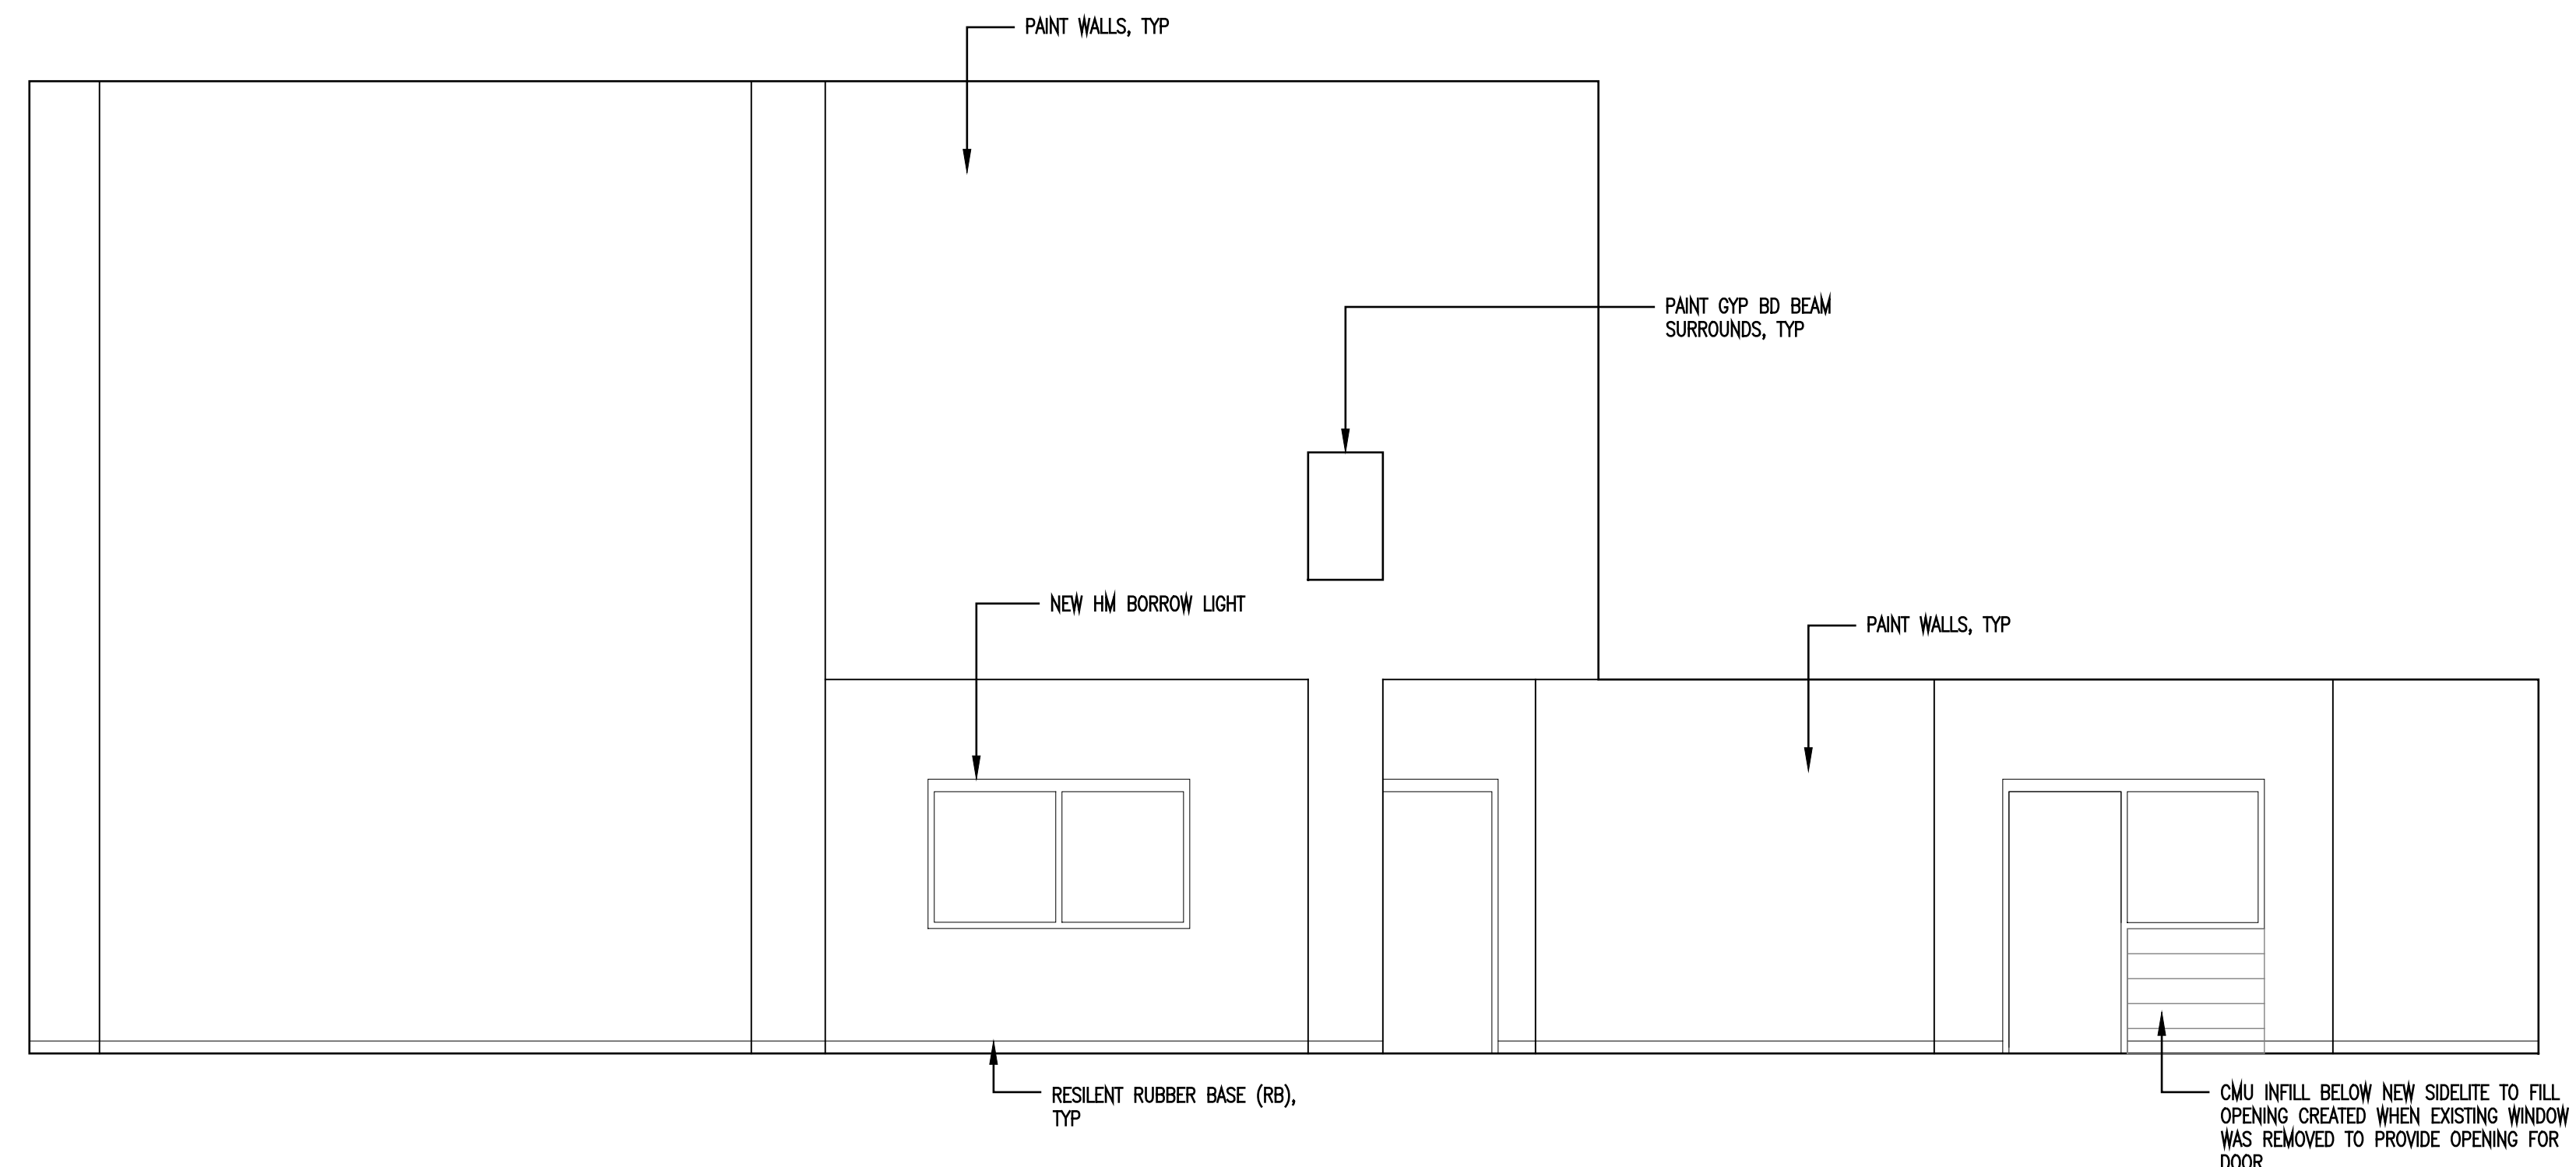 PAINT WALLS, TYP
PAINT GYP BD BEAM
SURROUNDS, TYP
NEW HM BORROW LIGHT
PAINT WALLS, TYP
RESILENT RUBBER BASE (RB),
TYP
CMU INFILL BELOW NEW SIDELITE TO FILL
OPENING CREATED WHEN EXISTING WINDOW
WAS REMOVED TO PROVIDE OPENING FOR
DOOR